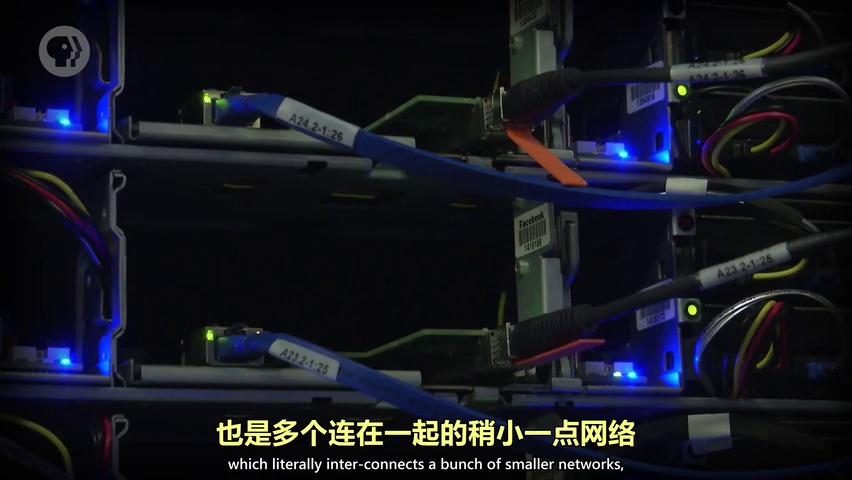 A24.2-1:26
A24.2-1:26
Facebook
1416169
A23.2-1:25
A23.2-1:25
也是多个连在一起的稍小一点网络
which literally inter-connects a bunch of smaller networks,